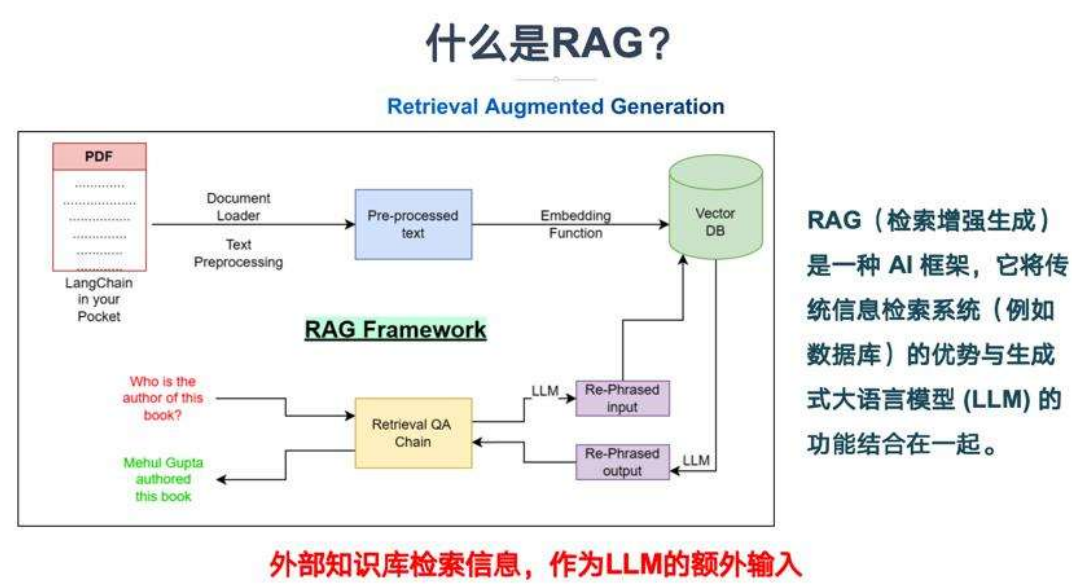 什么是RAG?
Retrieval Augmented Generation
PDF
LangChain
in your
Pocket
Document
Loader
Text
Preprocessing
Pre-processed
text
Embedding
Function
Vector
DB
RAG Framework
Who is the
author of this
book?
Mehul Gupta
authored
this book
Retrieval QA
Chain
LLM
Re-Phrased
input
Re-Phrased
output
LLM
RAG（检索增强生成）
是一种 AI 框架，它将传
统信息检索系统（例如
数据库）的优势与生成
式大语言模型 (LLM) 的
功能结合在一起。
外部知识库检索信息，作为LLM的额外输入